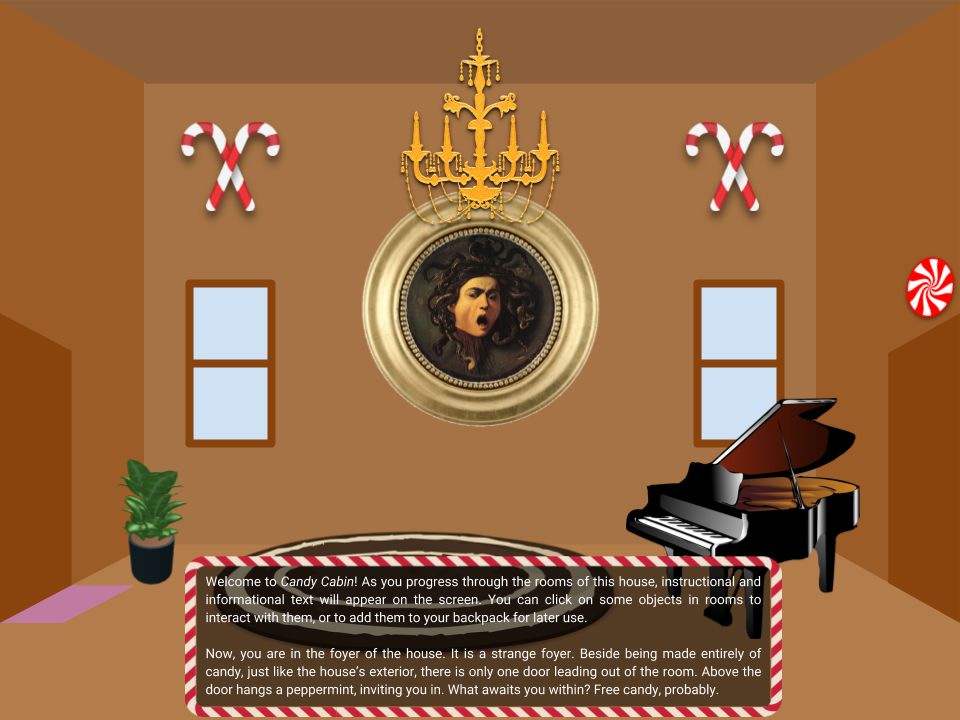 Welcome to Candy Cabin! As you progress through the rooms of this house, instructional and
informational text will appear on the screen. You can click on some objects in rooms to
interact with them, or to add them to your backpack for later use.
Now, you are in the foyer of the house. It is a strange foyer. Beside being made entirely of
candy, just like the house's exterior, there is only one door leading out of the room. Above the
door hangs a peppermint, inviting you in. What awaits you within? Free candy, probably.